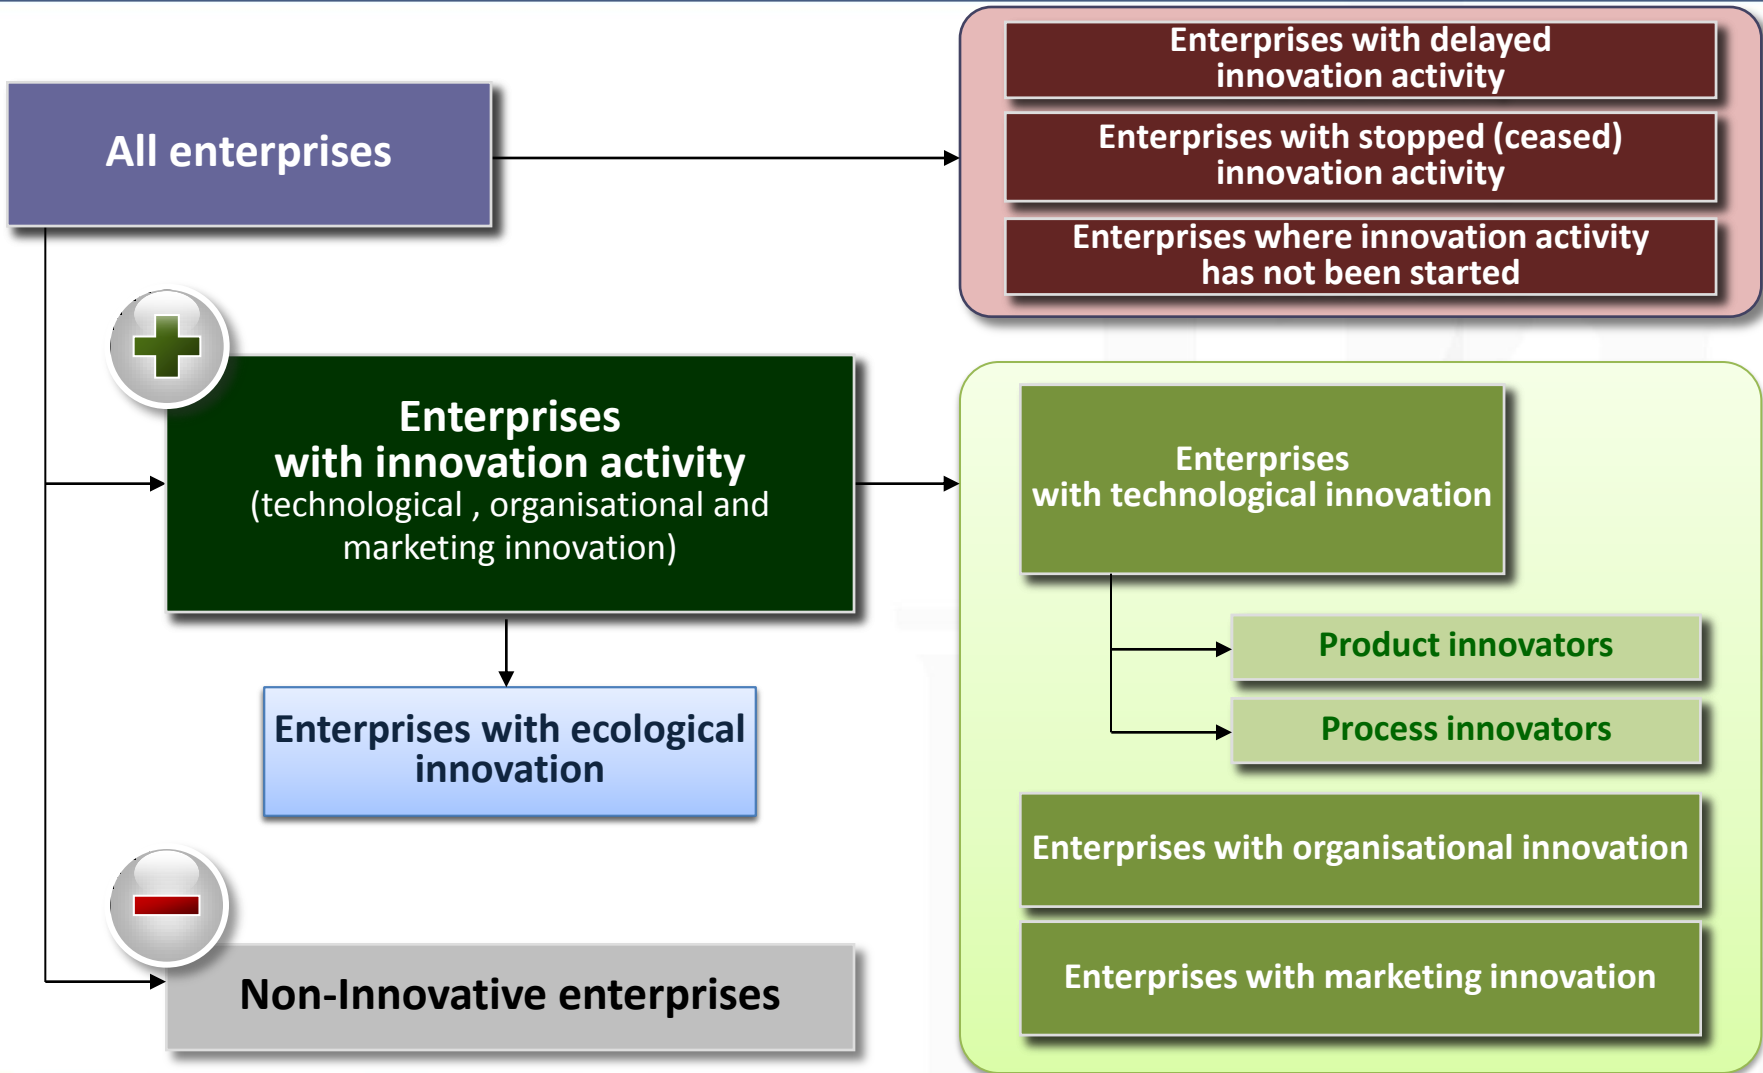 All enterprises
Enterprises with delayed
innovation activity
Enterprises with stopped (ceased)
innovation activity
Enterprises where innovation activity
has not been started
Enterprises
with innovation activity
(technological , organisational and
marketing innovation)
Enterprises with ecological
innovation
Non-Innovative enterprises
Enterprises
with technological innovation
Product innovators
Process innovators
Enterprises with organisational innovation
Enterprises with marketing innovation